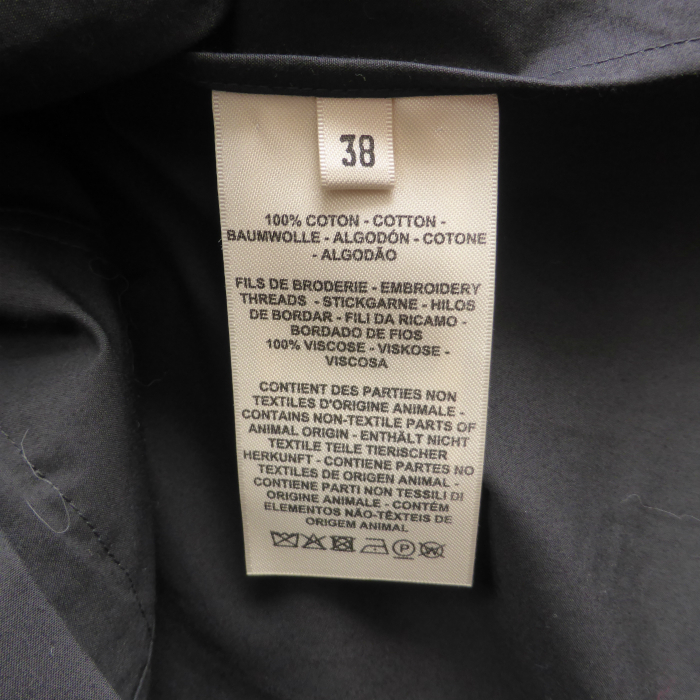 38
100% COTON - COTTON -
BAUMWOLLE - ALGODÓN - COTONE
- ALGODÃO
FILS DE BRODERIE - EMBROIDERY
THREADS - STICKGARNE - HILOS
DE BORDAR - FILI DA RICAMO -
BORDADO DE FIOS
100% VISCOSE - VISKOSE -
VISCOSA
CONTIENT DES PARTIES NON
TEXTILES D'ORIGINE ANIMALE -
CONTAINS NON-TEXTILE PARTS OF
ANIMAL ORIGIN - ENTHÄLT NICHT
TEXTILE TEILE TIERISCHER
HERKUNFT - CONTIENE PARTES NO
TEXTILES DE ORIGEN ANIMAL -
CONTIENE PARTI NON TESSILI DI
ORIGINE ANIMALE - CONTÉM
ELEMENTOS NÃO-TÊXTEIS DE
ORIGEM ANIMAL
P W